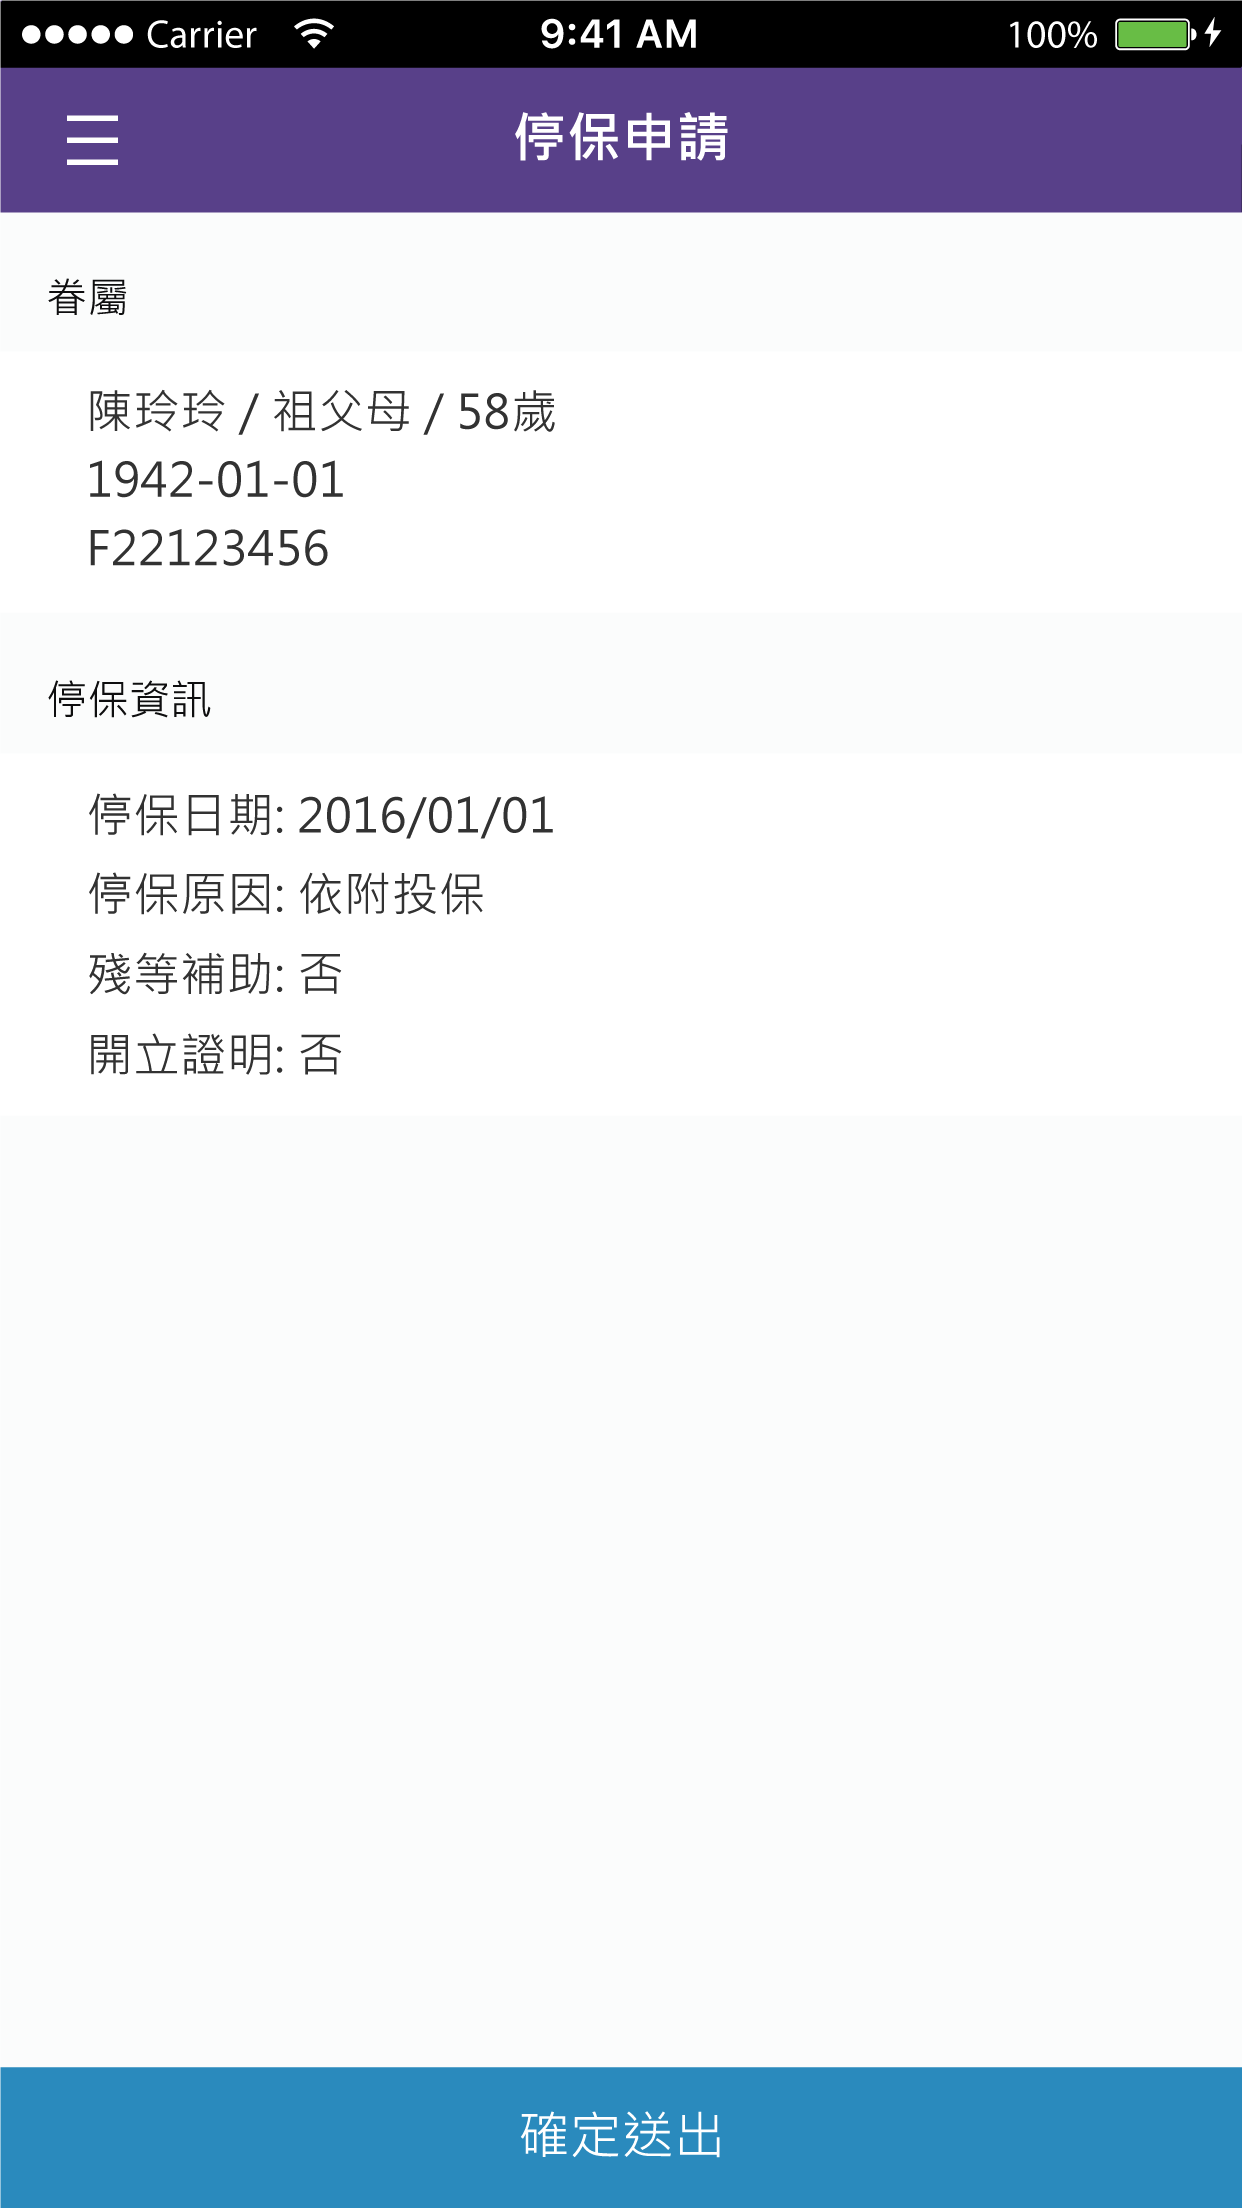 Carrier 9:41 AM 100%
停保申請
眷屬
陳玲玲 / 祖父母 / 58歲
1942-01-01
F22123456
停保資訊
停保日期: 2016/01/01
停保原因: 依附投保
殘等補助: 否
開立證明: 否
確定送出